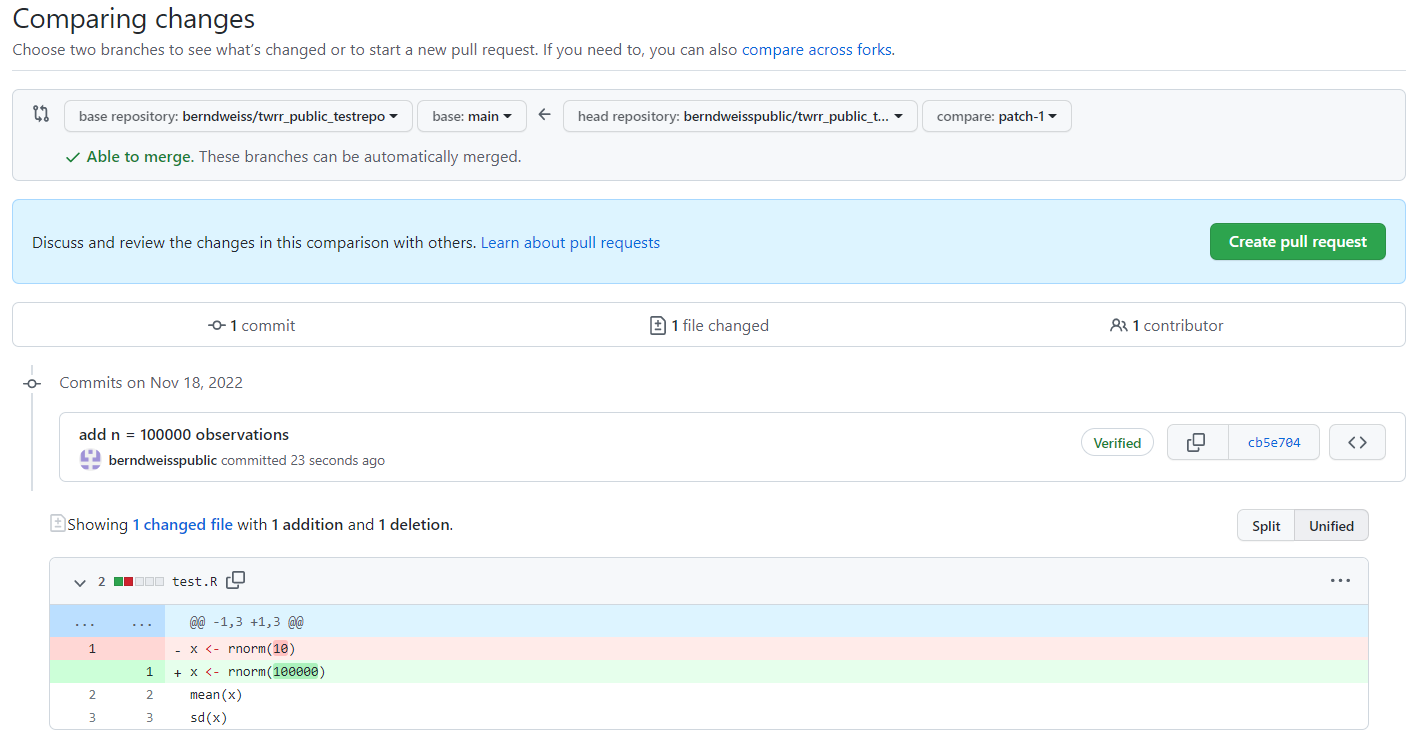 Comparing changes
Choose two branches to see what's changed or to start a new pull request. If you need to, you can also compare across forks.
base repository: berndweiss/twrr_public_testrepo base: main head repository: berndweisspublic/twrr_public_t... compare: patch-1
Able to merge. These branches can be automatically merged.
Discuss and review the changes in this comparison with others. Learn about pull requests Create pull request
1 commit 1 file changed 1 contributor
Commits on Nov 18, 2022
add n = 100000 observations
berndweisspublic committed 23 seconds ago Verified cb5e704
Showing 1 changed file with 1 addition and 1 deletion. Split Unified
2 test.R ...
... ... @@ -1,3 +1,3 @@
1 - x <- rnorm(10)
1 + x <- rnorm(100000)
2 2 mean(x)
3 3 sd(x)